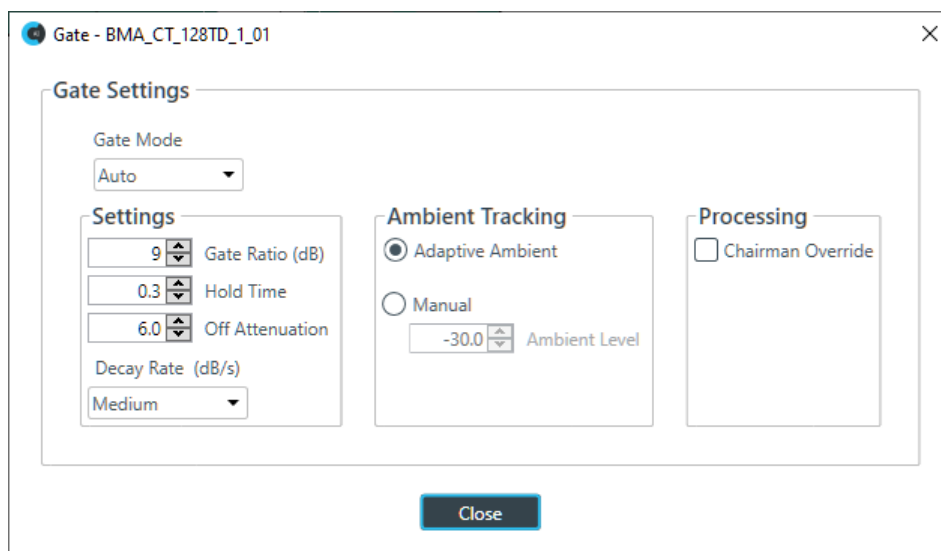 Gate - BMA_CT_128TD_1_01
Gate Settings
Gate Mode
Auto
Settings
9 Gate Ratio (dB)
0.3 Hold Time
6.0 Off Attenuation
Decay Rate (dB/s)
Medium
Ambient Tracking
Adaptive Ambient
Manual
-30.0 Ambient Level
Processing
Chairman Override
Close